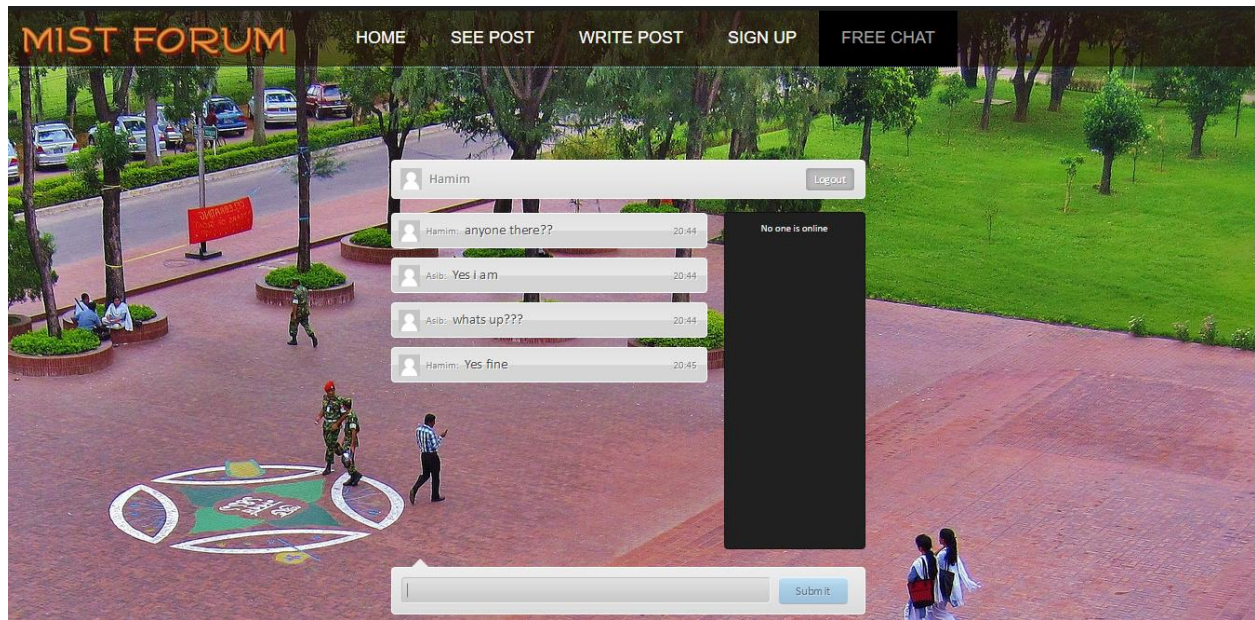 MIST FORUM HOME SEE POST WRITE POST SIGN UP FREE CHAT
Hamim Logout
Hamim: anyone there?? 20:44
Asib: Yes i am 20:44
Asib: whats up??? 20:44
Hamim: Yes fine 20:45
No one is online
Submit